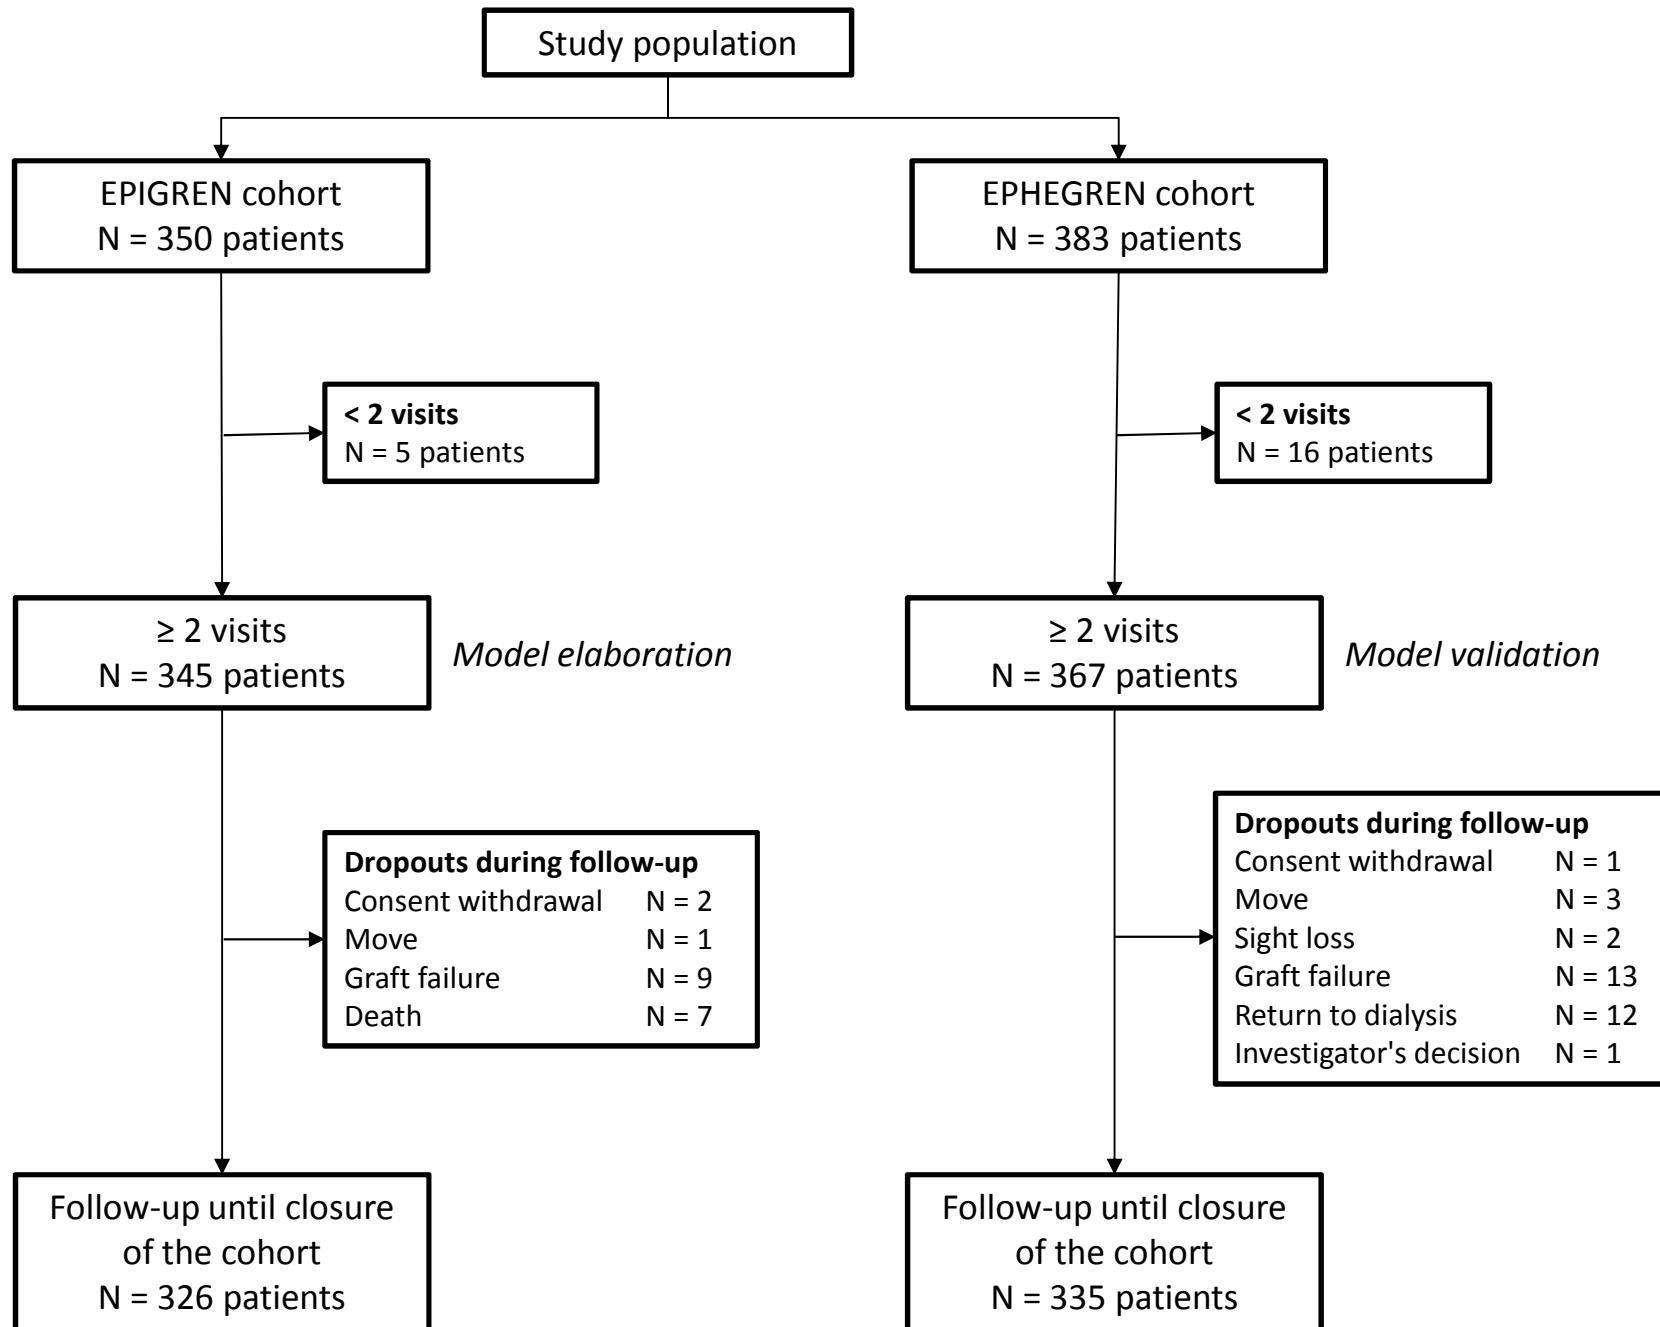 Study population
EPIGREN cohort
N = 350 patients
EPHEGREN cohort
N = 383 patients
< 2 visits
N = 5 patients
< 2 visits
N = 16 patients
≥ 2 visits
N = 345 patients
Model elaboration
≥ 2 visits
N = 367 patients
Model validation
Dropouts during follow-up
Consent withdrawal N = 2
Move N = 1
Graft failure N = 9
Death N = 7
Dropouts during follow-up
Consent withdrawal N = 1
Move N = 3
Sight loss N = 2
Graft failure N = 13
Return to dialysis N = 12
Investigator's decision N = 1
Follow-up until closure
of the cohort
N = 326 patients
Follow-up until closure
of the cohort
N = 335 patients